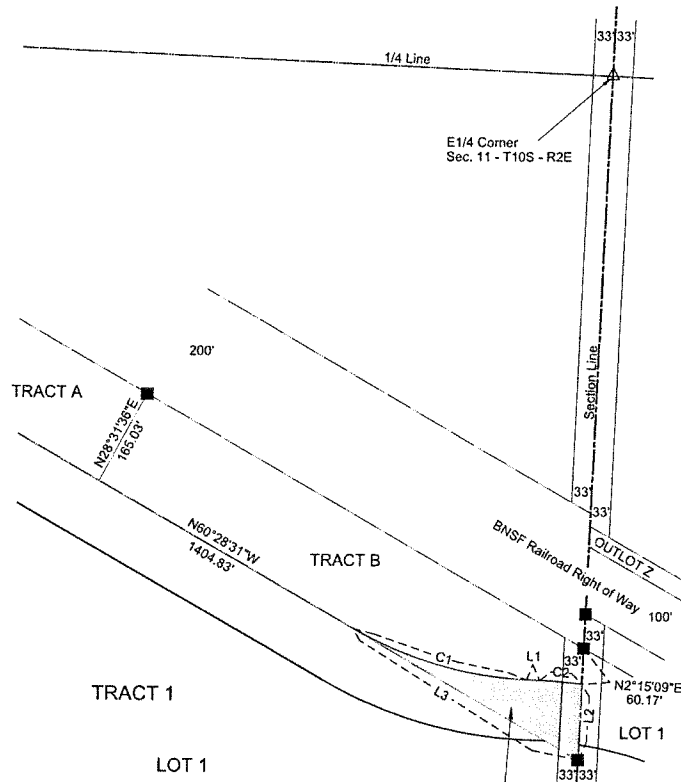 33' 33'
1/4 Line
E1/4 Corner
Sec. 11 - T10S - R2E
Section Line
200'
TRACT A
N28°31'36"E
165.03'
33'
33'
N60°28'31"W
1404.83'
TRACT B
BNSF Railroad Right of Way
OUTLOT Z
100'
33'
33'
C1
L1
C2
N2°15'09"E
60.17'
L3
L2
TRACT 1
LOT 1
LOT 1
33' 33'